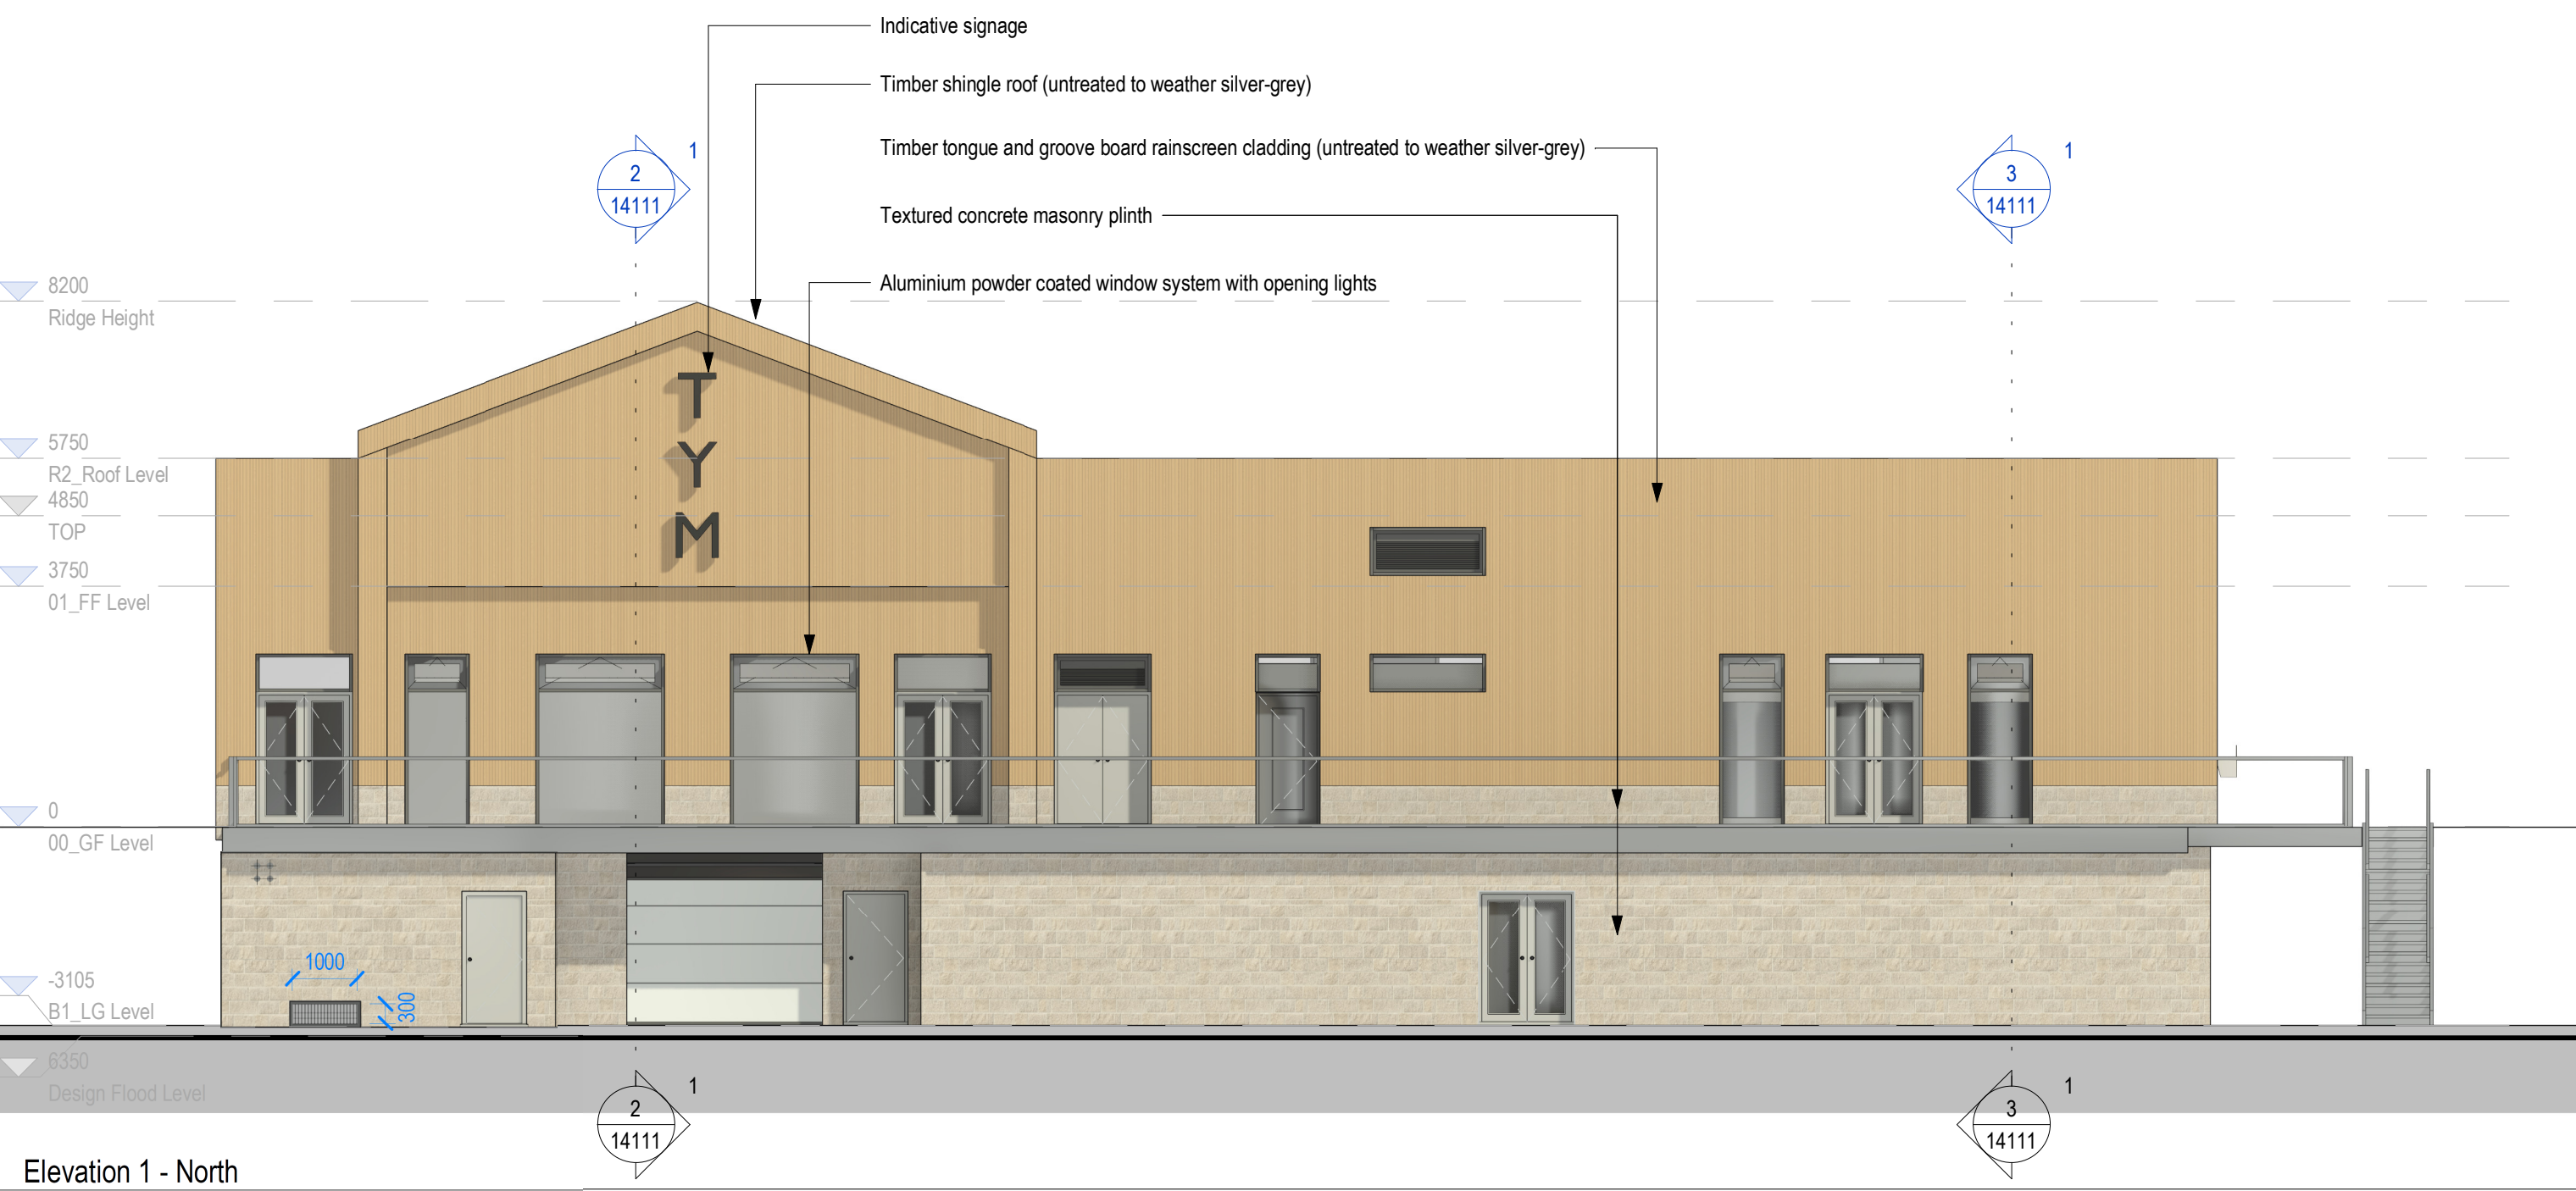 Indicative signage
Timber shingle roof (untreated to weather silver-grey)
Timber tongue and groove board rainscreen cladding (untreated to weather silver-grey)
Textured concrete masonry plinth
Aluminium powder coated window system with opening lights
2
14111
1
3
14111
1
8200
Ridge Height
5750
R2_Roof Level
4850
TOP
3750
01_FF Level
0
00_GF Level
-3105
B1_LG Level
6350
Design Flood Level
T
Y
M
1000
300
2
14111
1
3
14111
1
Elevation 1 - North